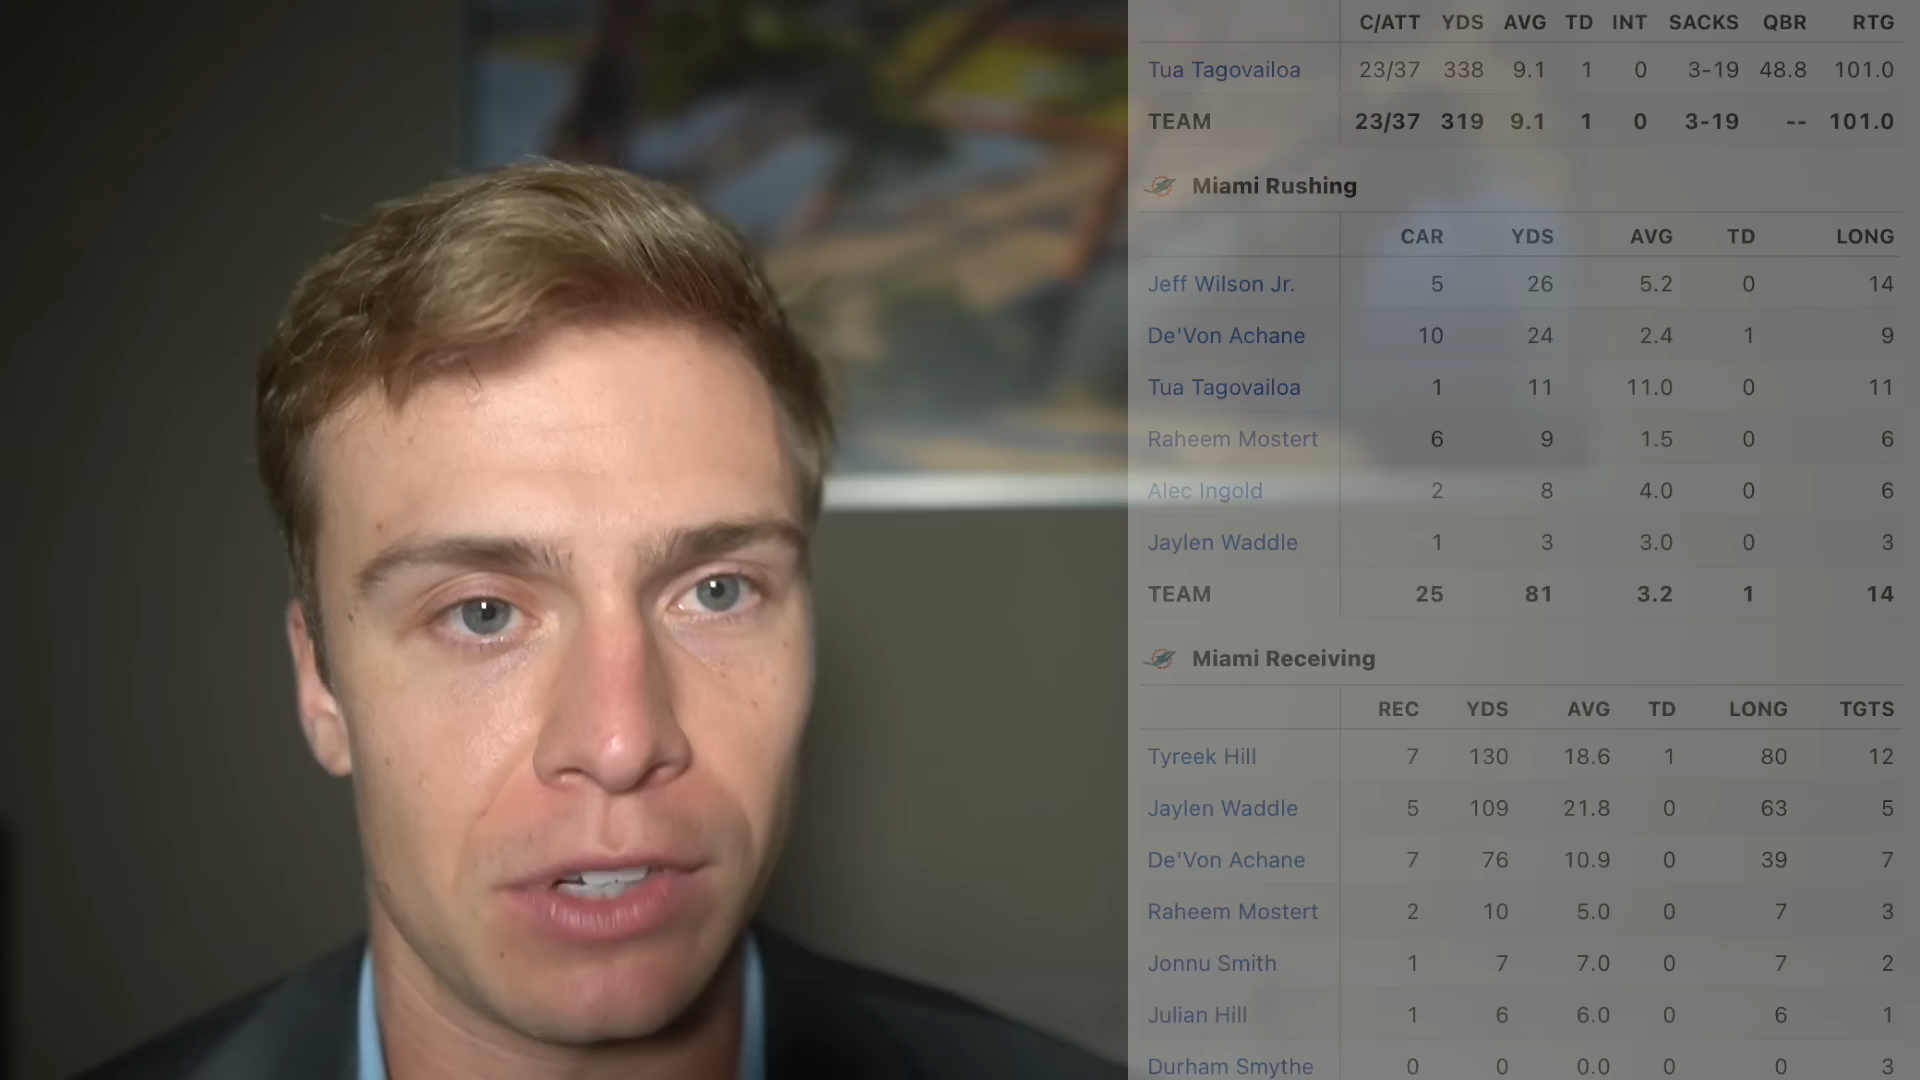 C/ATT YDS AVG TD INT SACKS QBR RTG
Tua Tagovailoa 23/37 338 9.1 1 0 3-19 48.8 101.0
TEAM 23/37 319 9.1 1 0 3-19 -- 101.0
Miami Rushing
CAR YDS AVG TD LONG
Jeff Wilson Jr. 5 26 5.2 0 14
De'Von Achane 10 24 2.4 1 9
Tua Tagovailoa 1 11 11.0 0 11
Raheem Mostert 6 9 1.5 0 6
Alec Ingold 2 8 4.0 0 6
Jaylen Waddle 1 3 3.0 0 3
TEAM 25 81 3.2 1 14
Miami Receiving
REC YDS AVG TD LONG TGTS
Tyreek Hill 7 130 18.6 1 80 12
Jaylen Waddle 5 109 21.8 0 63 5
De'Von Achane 7 76 10.9 0 39 7
Raheem Mostert 2 10 5.0 0 7 3
Jonnu Smith 1 7 7.0 0 7 2
Julian Hill 1 6 6.0 0 6 1
Durham Smythe 0 0 0.0 0 0 3